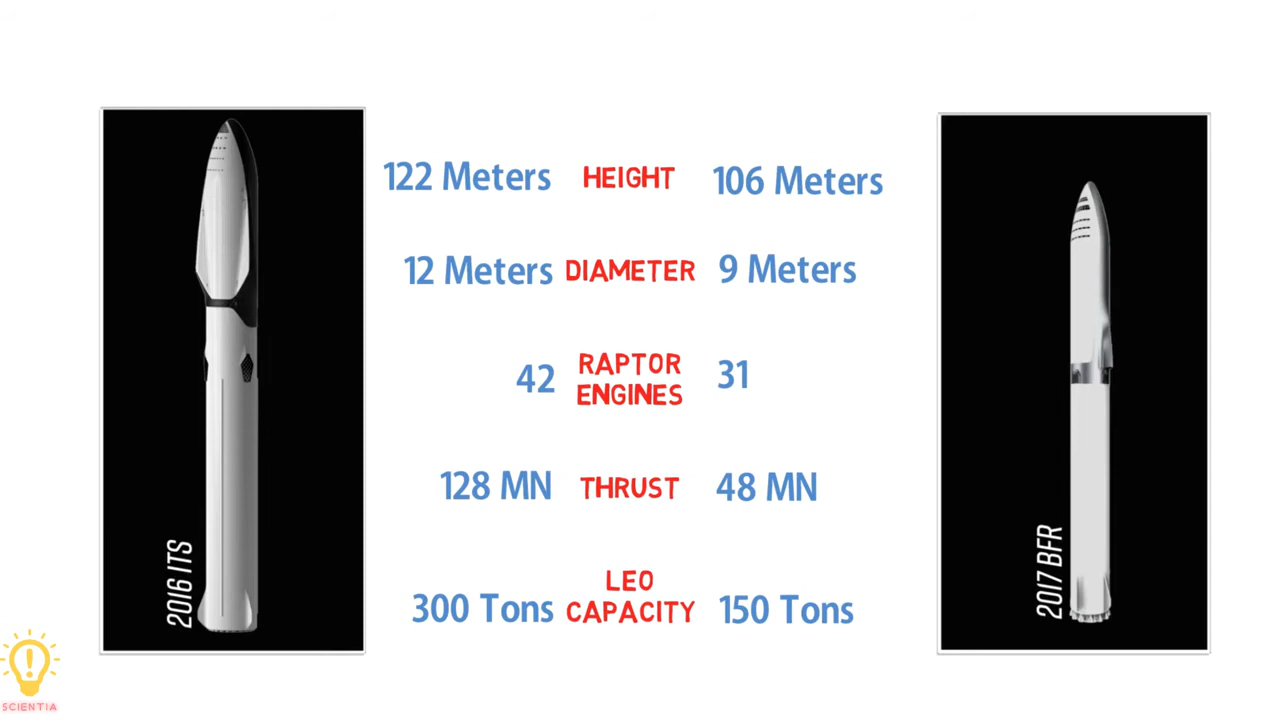 122 Meters HEIGHT 106 Meters
12 Meters DIAMETER 9 Meters
42 RAPTOR ENGINES 31
128 MN THRUST 48 MN
300 Tons LEO CAPACITY 150 Tons
2016 ITS
2017 BFR
SCIENTIA